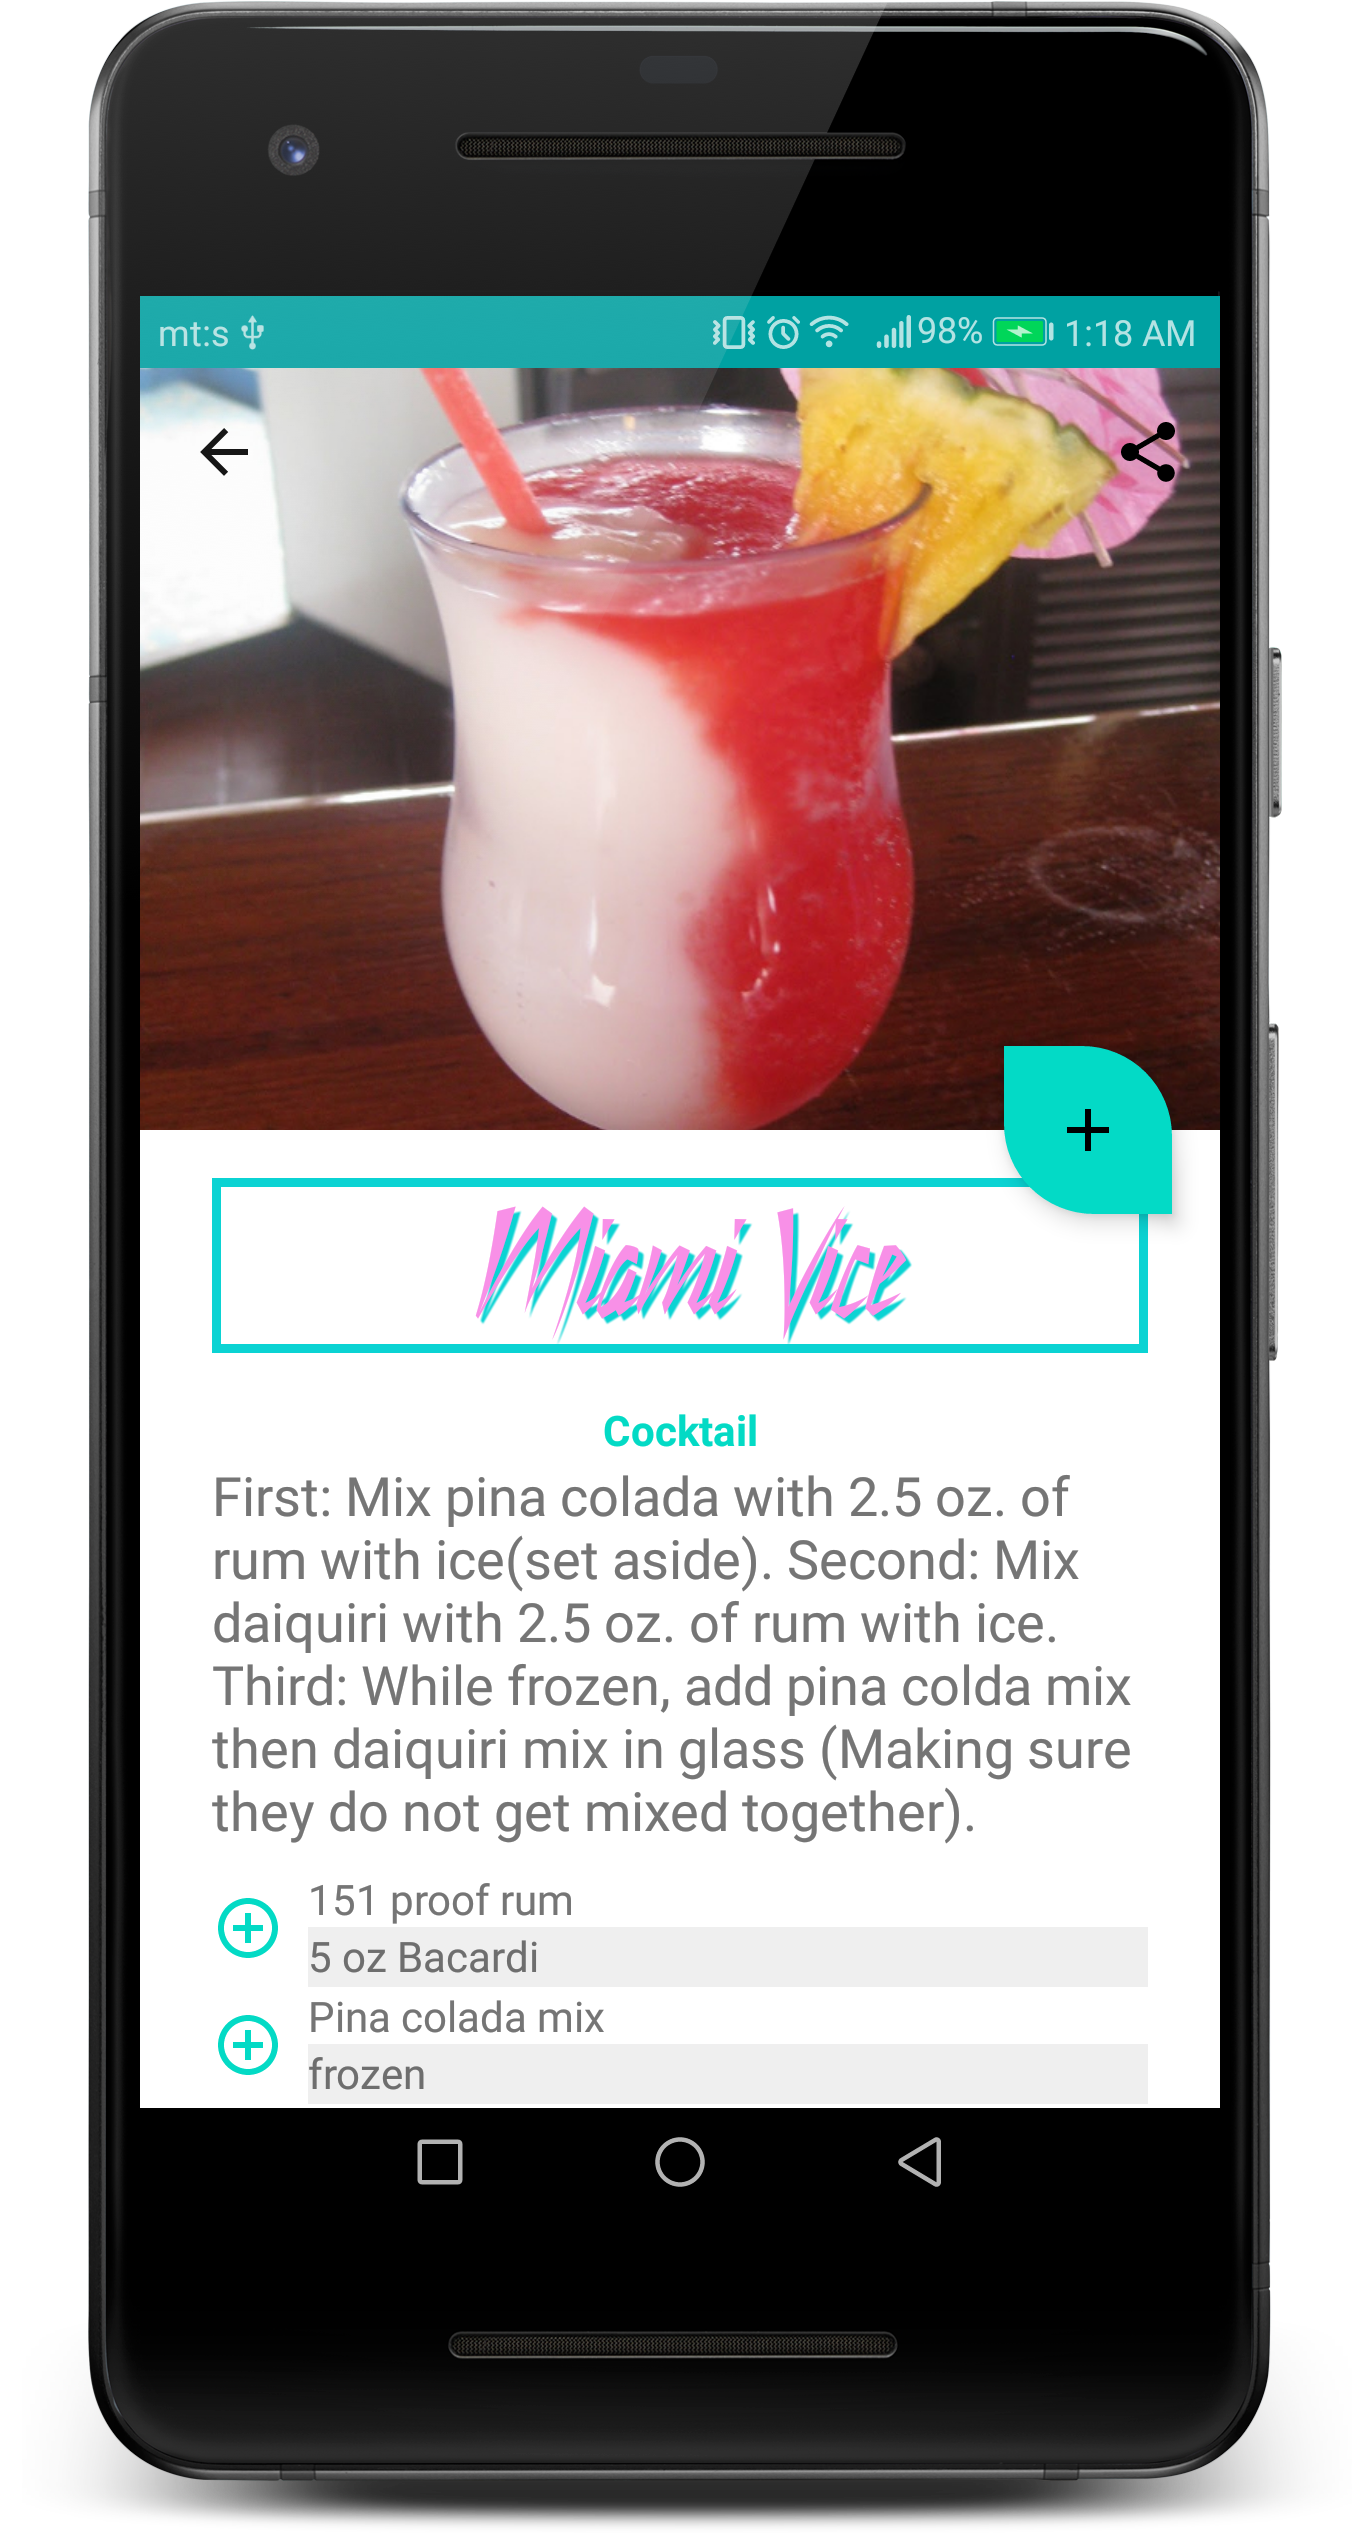 mt:s 98% 1:18 AM
Miami Vice
Cocktail
First: Mix pina colada with 2.5 oz. of
rum with ice(set aside). Second: Mix
daiquiri with 2.5 oz. of rum with ice.
Third: While frozen, add pina colda mix
then daiquiri mix in glass (Making sure
they do not get mixed together).
151 proof rum
5 oz Bacardi
Pina colada mix
frozen